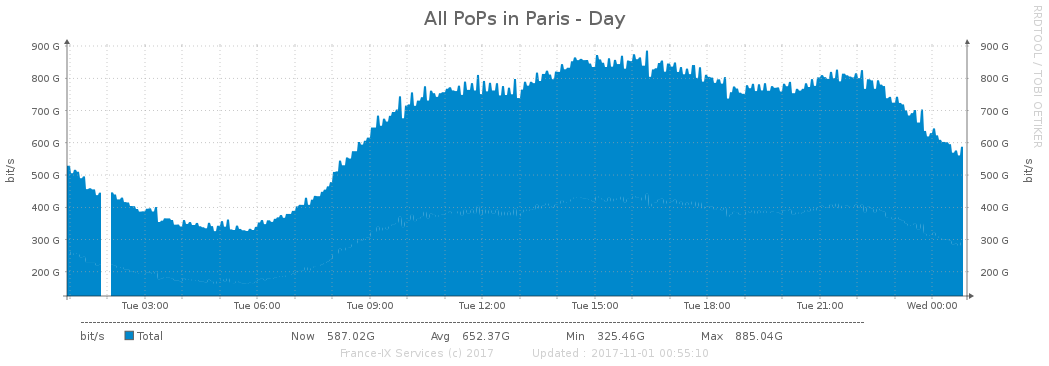 All PoPs in Paris - Day
RRDTOOL / TOBI OETIKER
900 G 900 G
800 G 800 G
700 G 700 G
600 G 600 G
500 G 500 G
400 G 400 G
300 G 300 G
200 G 200 G
bit/s bit/s
Tue 03:00 Tue 06:00 Tue 09:00 Tue 12:00 Tue 15:00 Tue 18:00 Tue 21:00 Wed 00:00
bit/s Total Now 587.02G Avg 652.37G Min 325.46G Max 885.04G
France-IX Services (c) 2017 Updated : 2017-11-01 00:55:10